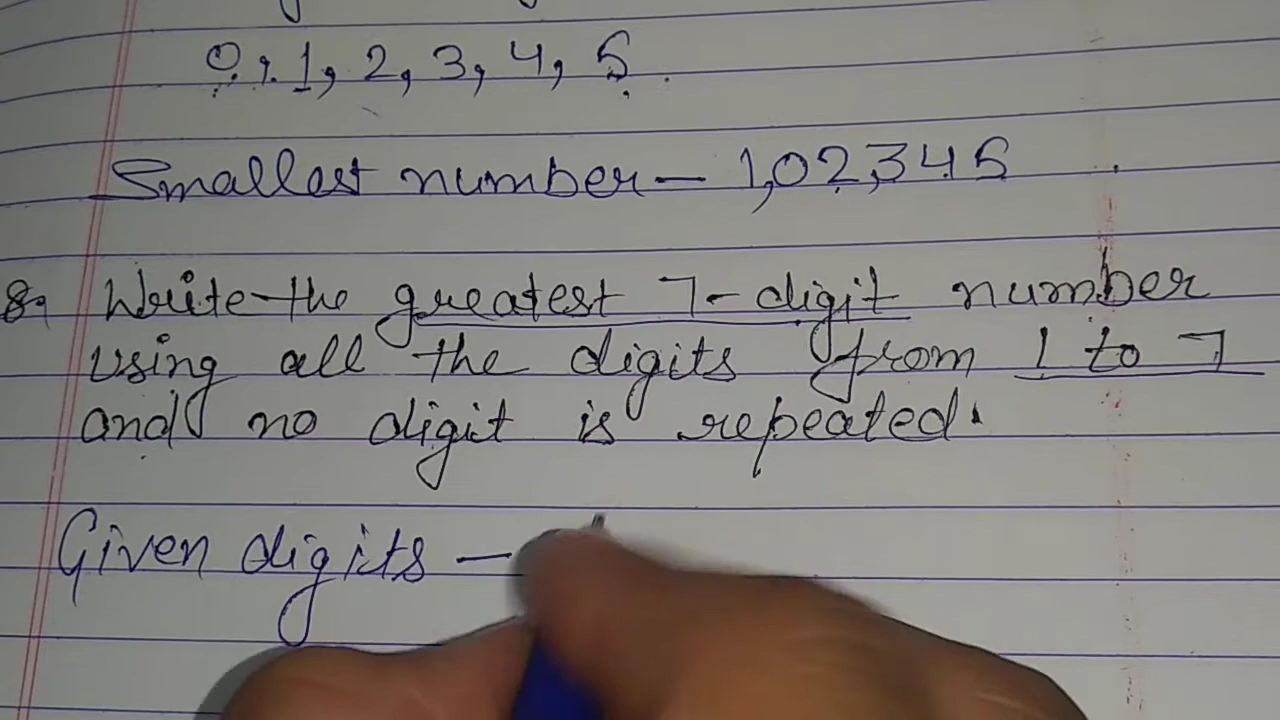 0, 1, 2, 3, 4, 5
Smallest number - 1,02,345
8. Write the greatest 7-digit number
using all the digits from 1 to 7
and no digit is repeated.
Given digits -